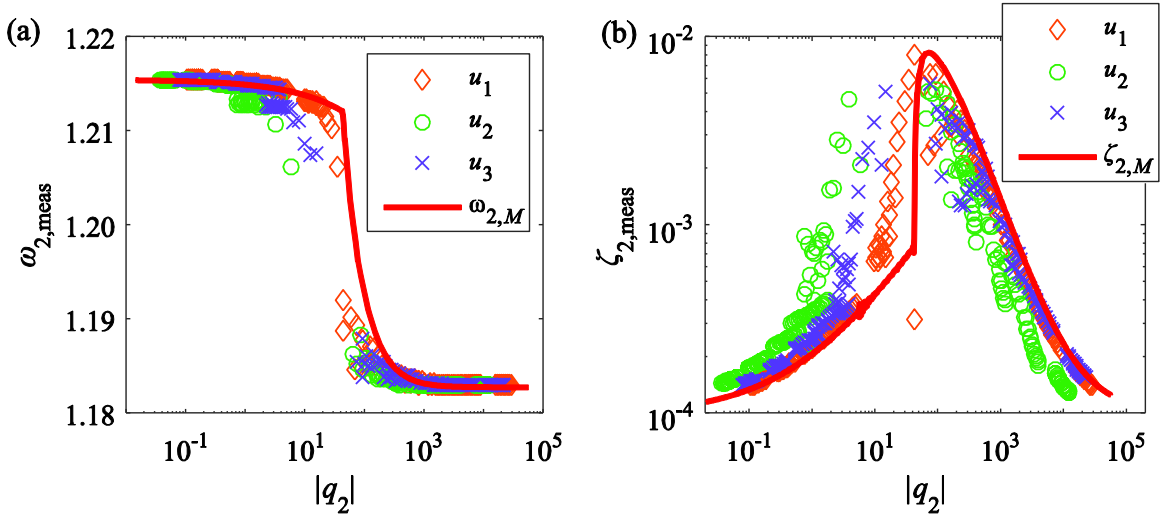 (a)
1.22
1.21
1.20
1.19
1.18
ω2,meas
10-1
101
103
105
|q2|
u1
u2
u3
ω2,M
(b)
10-2
10-3
10-4
ζ2,meas
10-1
101
103
105
|q2|
u1
u2
u3
ζ2,M